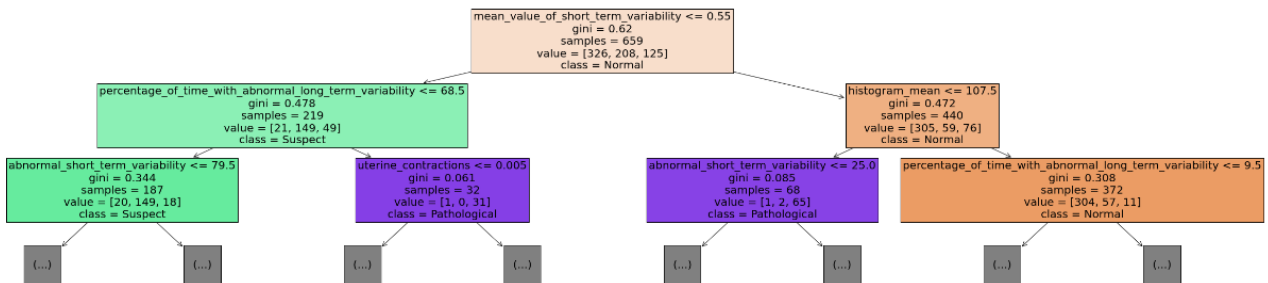 mean_value_of_short_term_variability <= 0.55
gini = 0.62
samples = 659
value = [326, 208, 125]
class = Normal
percentage_of_time_with_abnormal_long_term_variability <= 68.5
gini = 0.478
samples = 219
value = [21, 149, 49]
class = Suspect
histogram_mean <= 107.5
gini = 0.472
samples = 440
value = [305, 59, 76]
class = Normal
abnormal_short_term_variability <= 79.5
gini = 0.344
samples = 187
value = [20, 149, 18]
class = Suspect
uterine_contractions <= 0.005
gini = 0.061
samples = 32
value = [1, 0, 31]
class = Pathological
abnormal_short_term_variability <= 25.0
gini = 0.085
samples = 68
value = [1, 2, 65]
class = Pathological
percentage_of_time_with_abnormal_long_term_variability <= 9.5
gini = 0.308
samples = 372
value = [304, 57, 11]
class = Normal
(...)
(...)
(...)
(...)
(...)
(...)
(...)
(...)